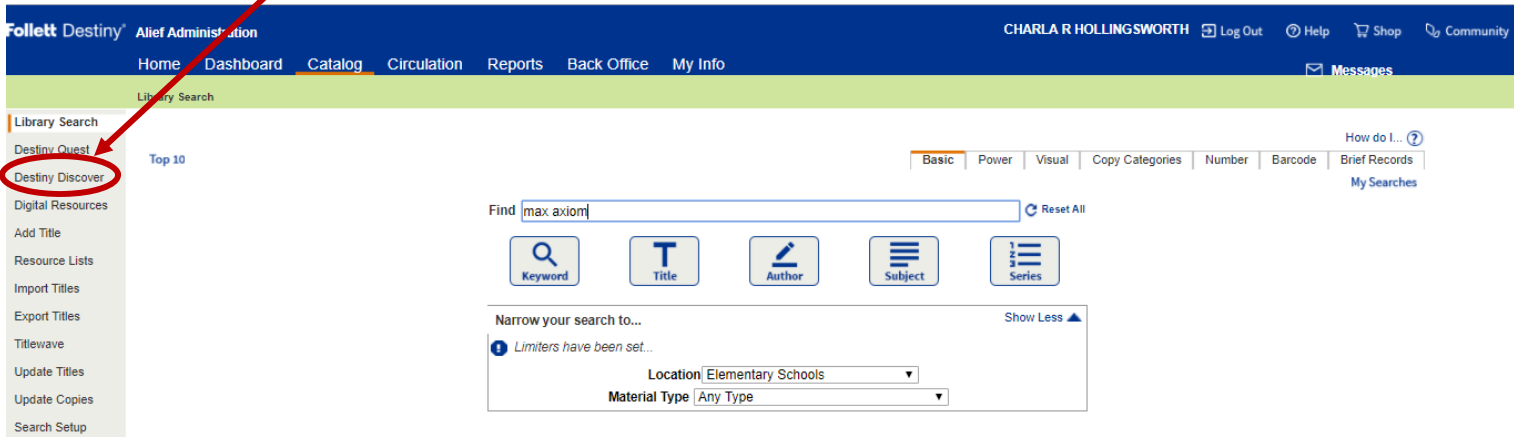 Follett Destiny® Alief Administration CHARLA R HOLLINGSWORTH Log Out ? Help Shop Community
Home Dashboard Catalog Circulation Reports Back Office My Info
Messages
Library Search
Library Search
Destiny Quest
Destiny Discover
Digital Resources
Add Title
Resource Lists
Import Titles
Export Titles
Titlewave
Update Titles
Update Copies
Search Setup
How do I... ?
Top 10
Basic Power Visual Copy Categories Number Barcode Brief Records
My Searches
Find max axiom Reset All
Keyword Title Author Subject Series
Narrow your search to... Show Less
Limiters have been set...
Location Elementary Schools
Material Type Any Type